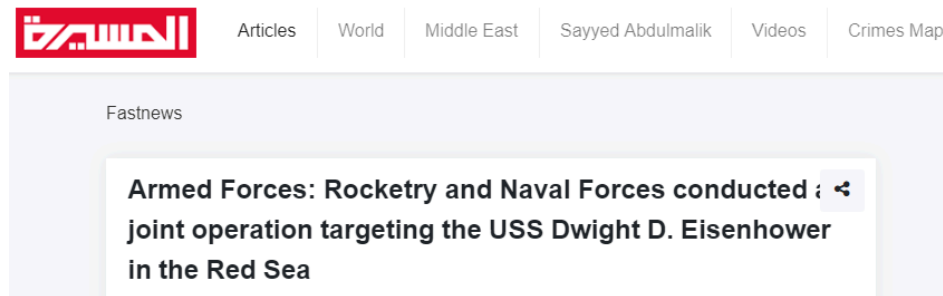 المسيرة Articles World Middle East Sayyed Abdulmalik Videos Crimes Map
Fastnews
Armed Forces: Rocketry and Naval Forces conducted a
joint operation targeting the USS Dwight D. Eisenhower
in the Red Sea